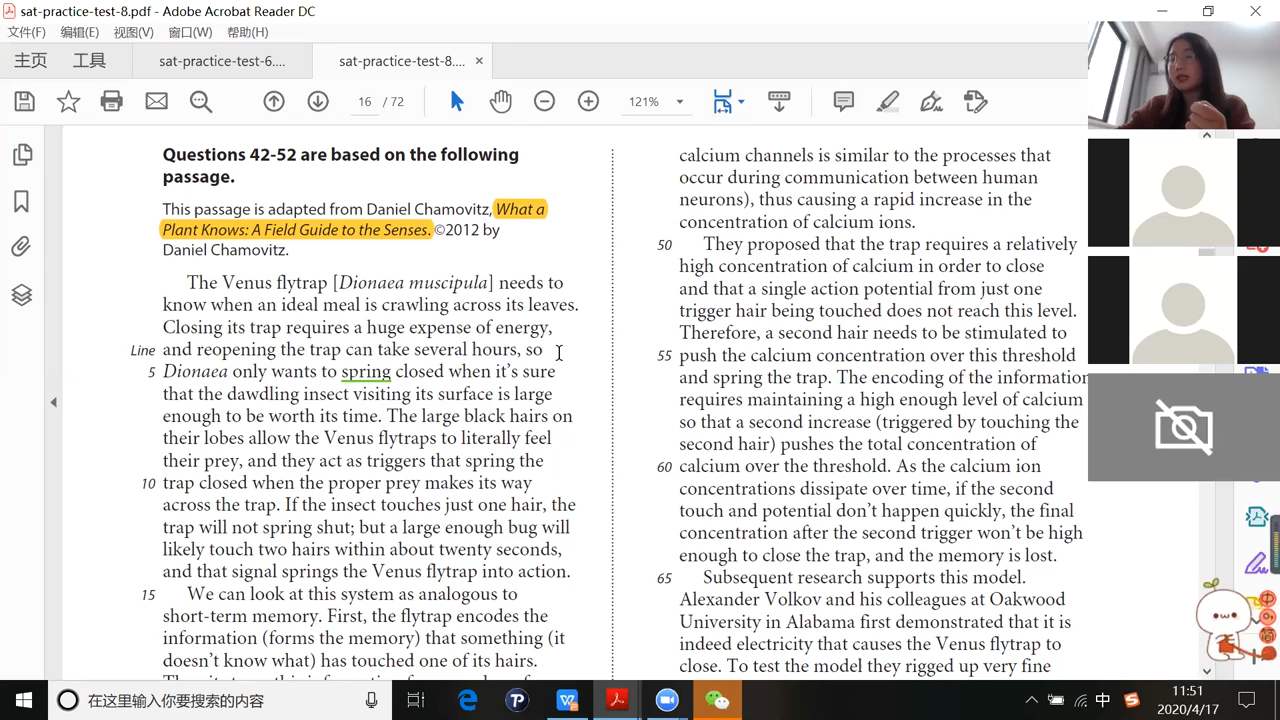 sat-practice-test-8.pdf - Adobe Acrobat Reader DC
文件(F) 编辑(E) 视图(V) 窗口(W) 帮助(H)
主页 工具 sat-practice-test-6.... sat-practice-test-8.... ×
16 / 72 121%
Questions 42-52 are based on the following
passage.
This passage is adapted from Daniel Chamovitz, What a
Plant Knows: A Field Guide to the Senses. ©2012 by
Daniel Chamovitz.
The Venus flytrap [Dionaea muscipula] needs to
know when an ideal meal is crawling across its leaves.
Closing its trap requires a huge expense of energy,
Line and reopening the trap can take several hours, so
5 Dionaea only wants to spring closed when it’s sure
that the dawdling insect visiting its surface is large
enough to be worth its time. The large black hairs on
their lobes allow the Venus flytraps to literally feel
their prey, and they act as triggers that spring the
10 trap closed when the proper prey makes its way
across the trap. If the insect touches just one hair, the
trap will not spring shut; but a large enough bug will
likely touch two hairs within about twenty seconds,
and that signal springs the Venus flytrap into action.
15 We can look at this system as analogous to
short-term memory. First, the flytrap encodes the
information (forms the memory) that something (it
doesn’t know what) has touched one of its hairs.
calcium channels is similar to the processes that
occur during communication between human
neurons), thus causing a rapid increase in the
concentration of calcium ions.
50 They proposed that the trap requires a relatively
high concentration of calcium in order to close
and that a single action potential from just one
trigger hair being touched does not reach this level.
Therefore, a second hair needs to be stimulated to
55 push the calcium concentration over this threshold
and spring the trap. The encoding of the information
requires maintaining a high enough level of calcium
so that a second increase (triggered by touching the
second hair) pushes the total concentration of
60 calcium over the threshold. As the calcium ion
concentrations dissipate over time, if the second
touch and potential don’t happen quickly, the final
concentration after the second trigger won’t be high
enough to close the trap, and the memory is lost.
65 Subsequent research supports this model.
Alexander Volkov and his colleagues at Oakwood
University in Alabama first demonstrated that it is
indeed electricity that causes the Venus flytrap to
close. To test the model they rigged up very fine
在这里输入你要搜索的内容
中
11:51
2020/4/17